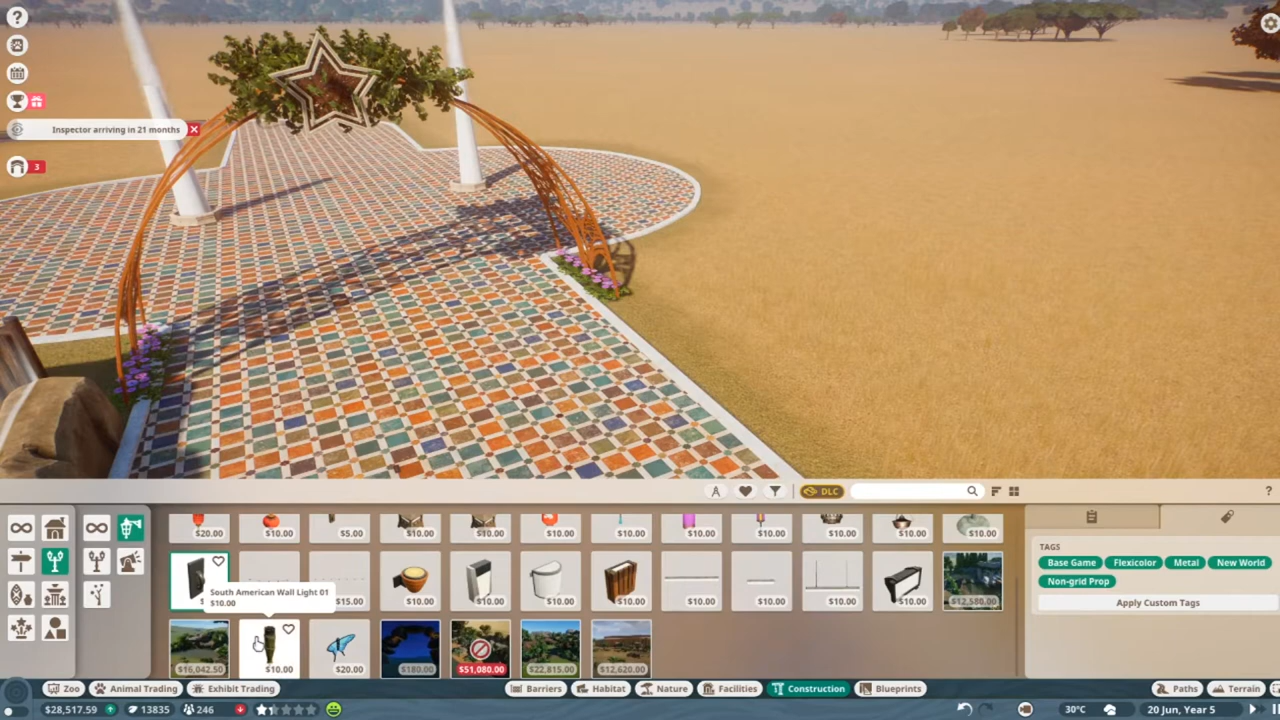 ?
Inspector arriving in 21 months
3
DLC
?
$20.00 $10.00 $5.00 $10.00 $10.00 $10.00 $10.00 $10.00 $10.00 $10.00 $10.00 $10.00
TAGS
Base Game Flexicolor Metal New World
Non-grid Prop
Apply Custom Tags
South American Wall Light 01
$10.00
$15.00 $10.00 $10.00 $10.00 $10.00 $10.00 $10.00 $10.00 $10.00 $12,580.00
$16,042.50 $10.00 $20.00 $180.00 $51,080.00 $22,815.00 $12,620.00
Zoo Animal Trading Exhibit Trading Barriers Habitat Nature Facilities Construction Blueprints Paths Terrain
$28,517.59 13835 246 30°C 20 Jun, Year 5